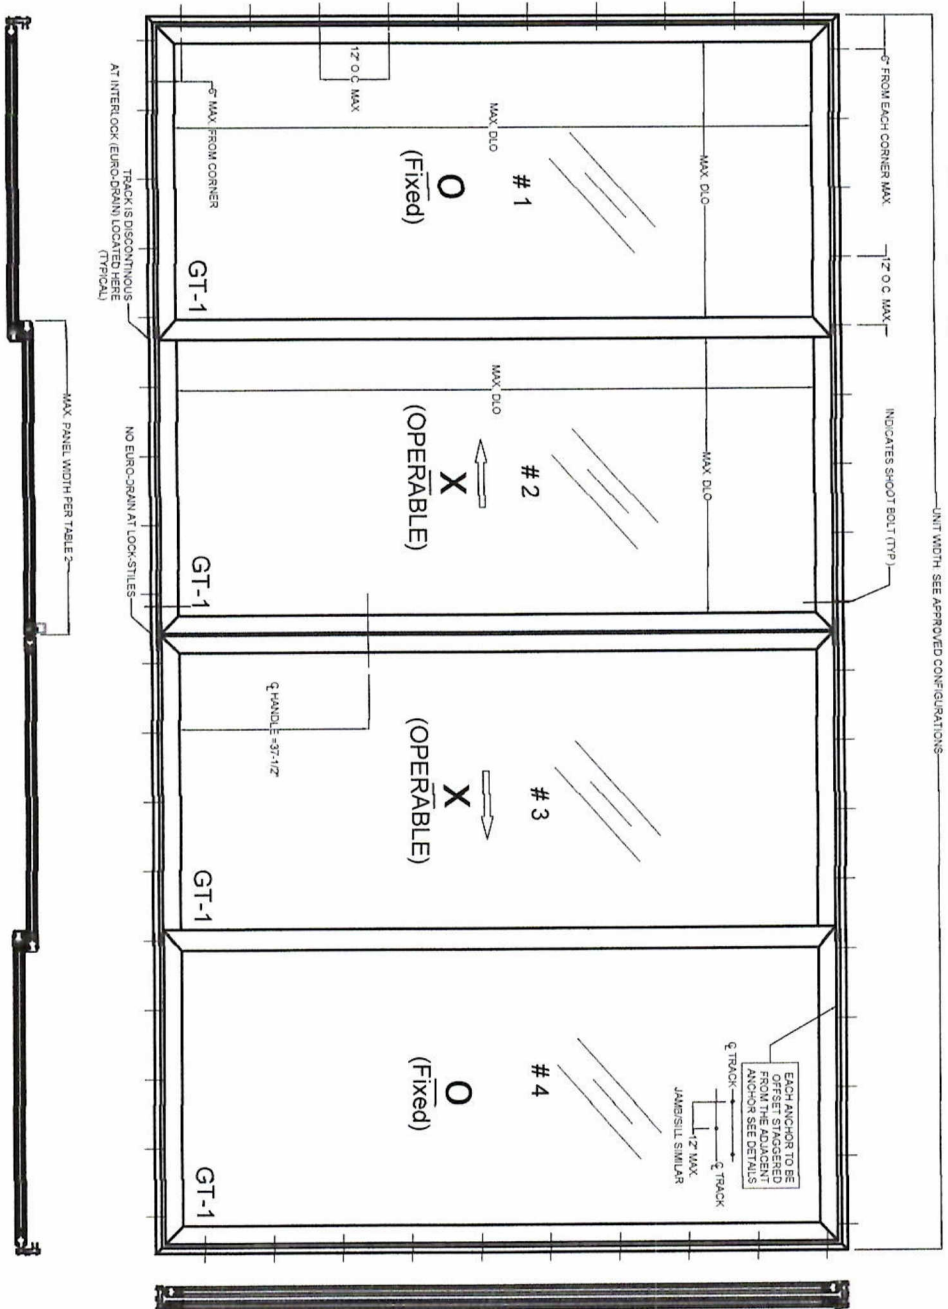 UNIT WIDTH SEE APPROVED CONFIGURATIONS
6" FROM EACH CORNER MAX.
12" O.C. MAX.
INDICATES SHOOT BOLT (TYP.)
EACH ANCHOR TO BE
OFFSET STAGGERED
FROM THE ADJACENT
ANCHOR SEE DETAILS
℄ TRACK
℄ TRACK
12" MAX.
JAMB/SILL SIMILAR
MAX. DLO
MAX. DLO
MAX. DLO
MAX. DLO
# 1
O
(Fixed)
GT-1
# 2
X
(OPERABLE)
GT-1
# 3
X
(OPERABLE)
GT-1
# 4
O
(Fixed)
GT-1
12" O.C. MAX
6" MAX. FROM CORNER
℄ HANDLE =37-1/2"
TRACK IS DISCONTINOUS
AT INTERLOCK (EURO-DRAIN) LOCATED HERE
(TYPICAL)
NO EURO-DRAIN AT LOCK-STILES
MAX. PANEL WIDTH PER TABLE 2